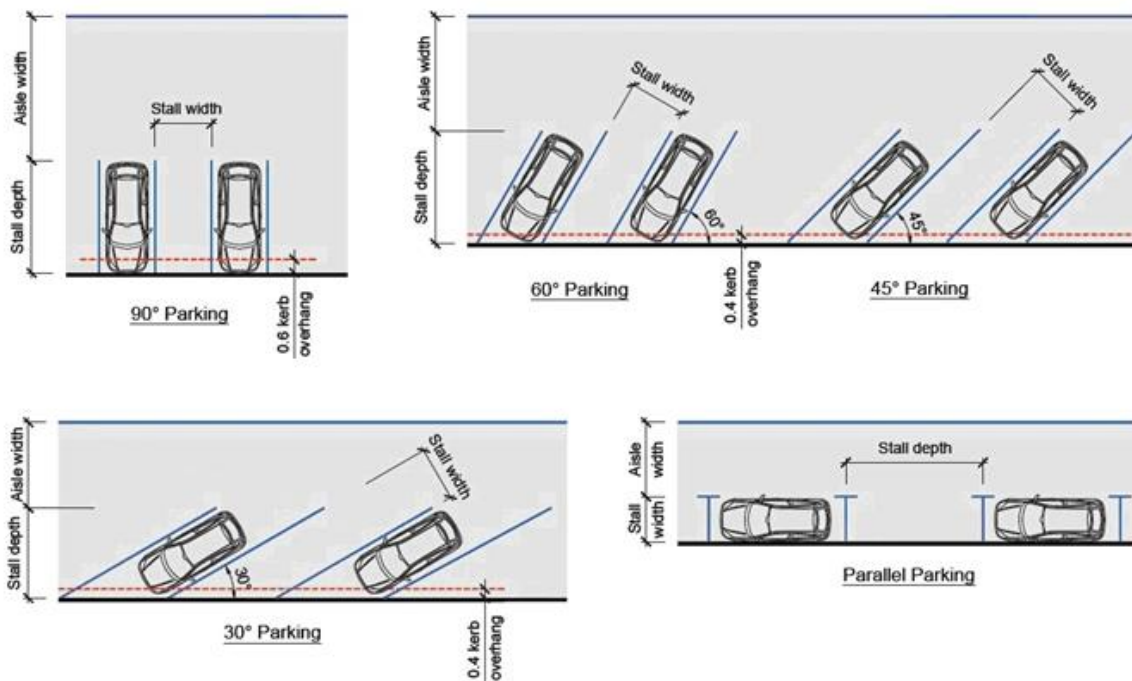 Aisle width
Stall depth
Stall width
0.6 kerb
overhang
90° Parking
Aisle width
Stall depth
Stall width
60°
Stall width
45°
0.4 kerb
overhang
60° Parking
45° Parking
Aisle width
Stall depth
Stall width
30°
0.4 kerb
overhang
30° Parking
Aisle
width
Stall
width
Stall depth
Parallel Parking